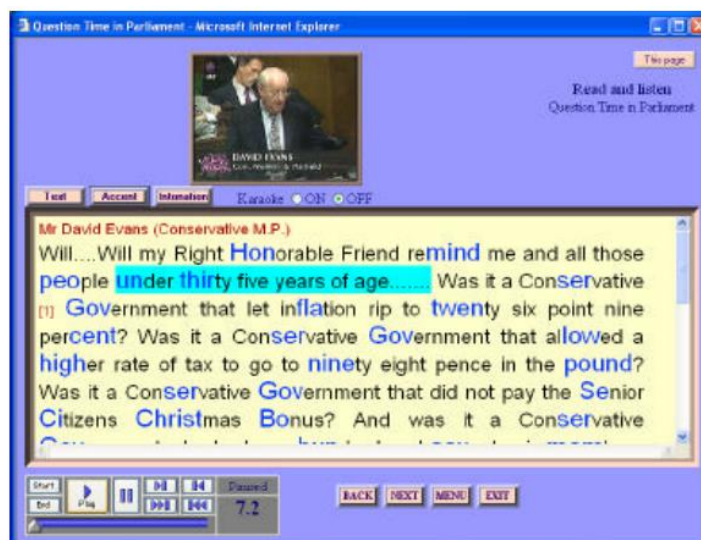 Question Time in Parliament - Microsoft Internet Explorer
This page
Read and listen
Question Time in Parliament
DAVID EVANS
Text Accent Intonation Karaoke ON OFF
Mr David Evans (Conservative M.P.)
Will....Will my Right Honorable Friend remind me and all those
people under thirty five years of age....... Was it a Conservative
[1] Government that let inflation rip to twenty six point nine
percent? Was it a Conservative Government that allowed a
higher rate of tax to go to ninety eight pence in the pound?
Was it a Conservative Government that did not pay the Senior
Citizens Christmas Bonus? And was it a Conservative
Start
End
Play
Paused
7.2
BACK NEXT MENU EXIT